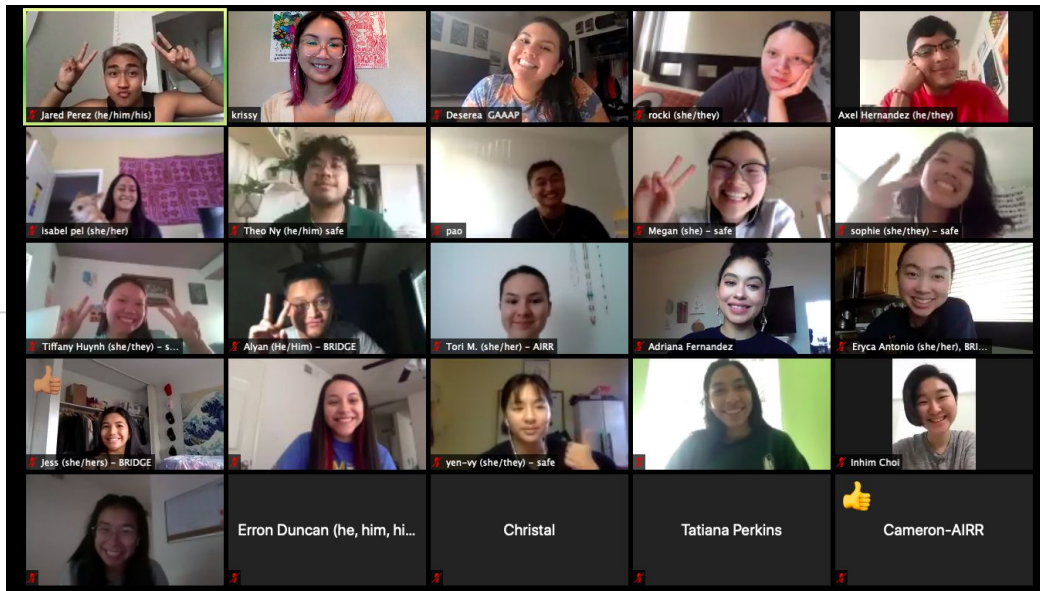 Jared Perez (he/him/his)
krissy
Deserea GAAAP
rocki (she/they)
Axel Hernandez (he/they)
isabel pei (she/her)
Theo Ny (he/him) safe
pao
Megan (she) – safe
sophie (she/they) – safe
Tiffany Huynh (she/they) – s...
Alyan (He/Him) – BRIDGE
Tori M. (she/her) – AIRR
Adriana Fernandez
Eryca Antonio (she/her), BRI...
Jess (she/hers) – BRIDGE
yen-vy (she/they) – safe
Inhim Choi
Erron Duncan (he, him, hi...
Christal
Tatiana Perkins
Cameron-AIRR